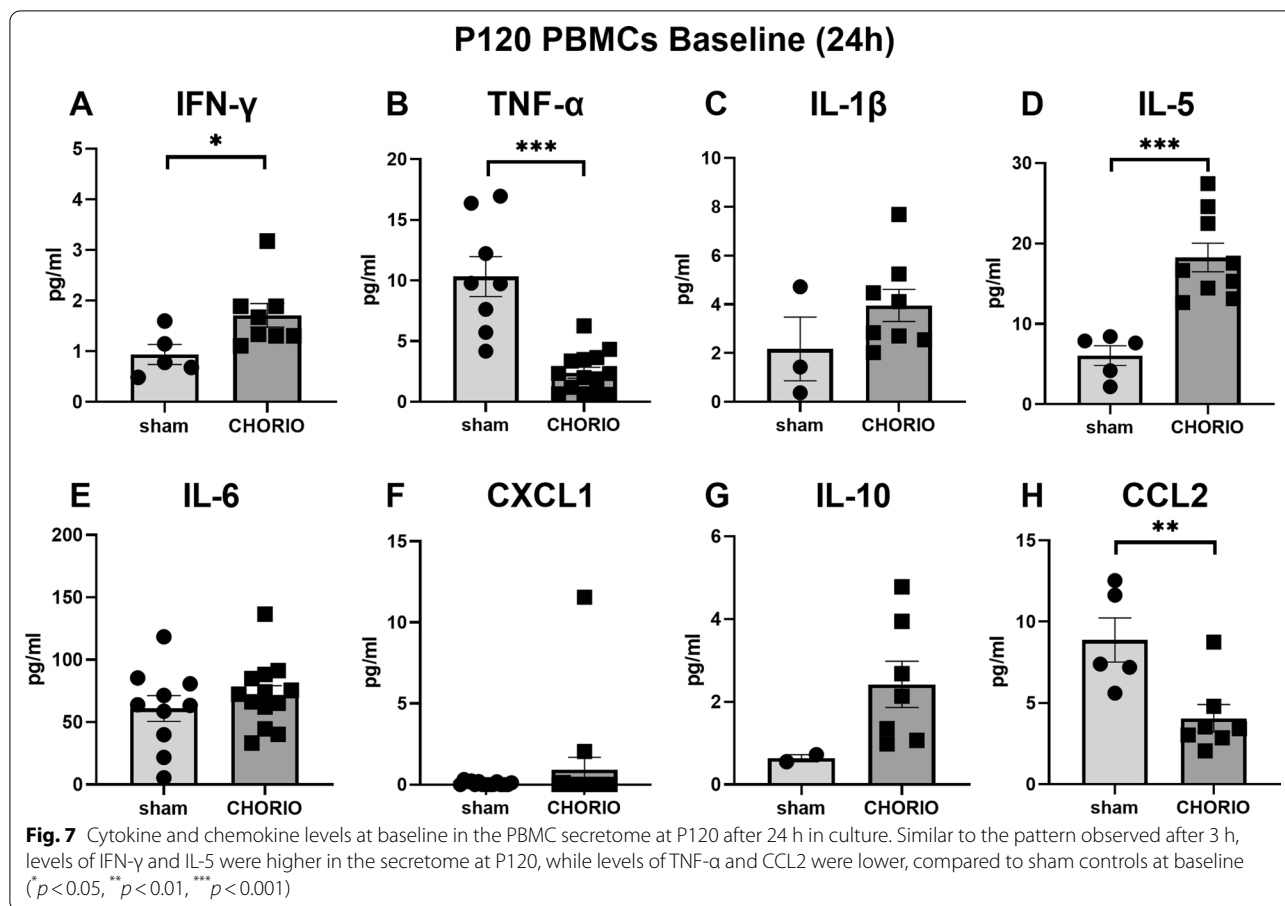 P120 PBMCs Baseline (24h)
A IFN-γ
5
4
3
2
1
0
pg/ml
*
sham CHORIO
B TNF-α
20
15
10
5
0
pg/ml
***
sham CHORIO
C IL-1β
10
8
6
4
2
0
pg/ml
sham CHORIO
D IL-5
30
20
10
0
pg/ml
***
sham CHORIO
E IL-6
200
150
100
50
0
pg/ml
sham CHORIO
F CXCL1
15
10
5
0
pg/ml
sham CHORIO
G IL-10
6
4
2
0
pg/ml
sham CHORIO
H CCL2
15
10
5
0
pg/ml
**
sham CHORIO
Fig. 7 Cytokine and chemokine levels at baseline in the PBMC secretome at P120 after 24 h in culture. Similar to the pattern observed after 3 h,
levels of IFN-γ and IL-5 were higher in the secretome at P120, while levels of TNF-α and CCL2 were lower, compared to sham controls at baseline
(*p < 0.05, **p < 0.01, ***p < 0.001)